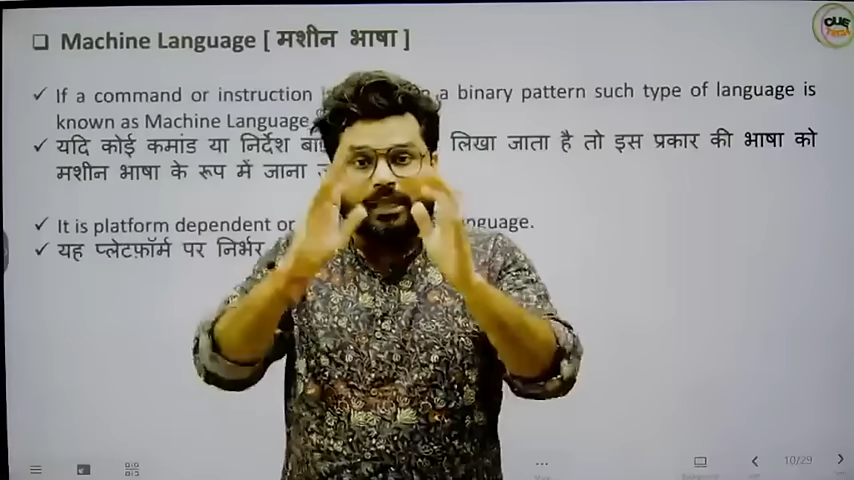 Machine Language [ मशीन भाषा ]
If a command or instruction a binary pattern such type of language is
known as Machine Language.
यदि कोई कमांड या निर्देश लिखा जाता है तो इस प्रकार की भाषा को
मशीन भाषा के रूप में जाना
It is platform dependent or language.
यह प्लेटफ़ॉर्म पर निर्भर
10/29